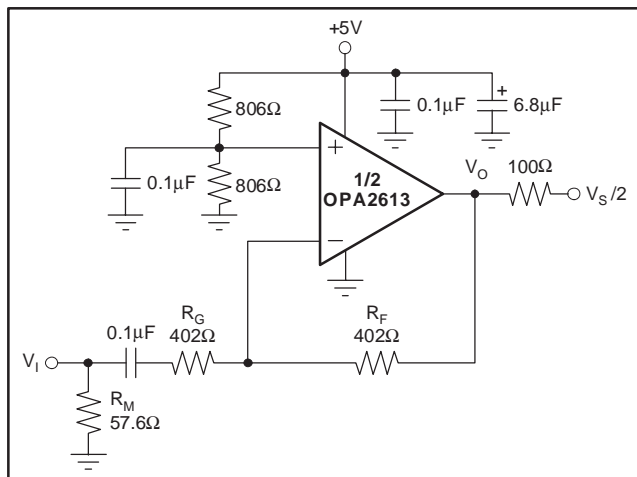 +5V
806Ω
0.1μF
+
6.8μF
+
0.1μF
806Ω
1/2
OPA2613
V_O
100Ω
V_S/2
−
R_G
402Ω
R_F
402Ω
0.1μF
V_I
R_M
57.6Ω